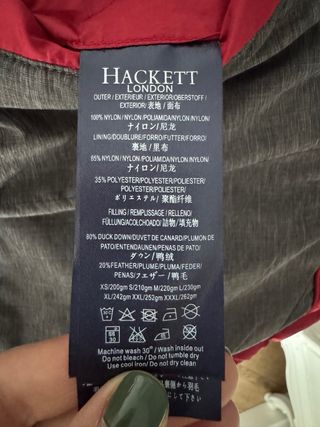 HACKETT
LONDON
OUTER / EXTERIEUR / EXTERIOR/OBERSTOFF /
EXTERIOR/表地 / 面布
100% NYLON /NYLON /POLIAMIDA/NYLON /NYLON/
ナイロン/尼龙
LINING/DOUBLURE/FORRO/FUTTER/FORRO/
裏地 / 里布
65% NYLON /NYLON /POLIAMIDA/NYLON /NYLON/
ナイロン/尼龙
35% POLYESTER/POLYESTER/POLIESTER/
POLYESTER/POLIESTER/
ポリエステル/ 聚酯纤维
FILLING / REMPLISSAGE / RELLENO/
FÜLLUNG/ACOLCHOADO/ 詰物/填充物
80% DUCK DOWN/DUVET DE CANARD/PLUMON DE
PATO/ENTENDAUNEN/PENAS DE PATO/
ダウン/鸭绒
20%FEATHER/PLUME/PLUMA/FEDER/
PENAS/フェザー/鸭毛
XS/200gm S/210gm M/220gm L/230gm
XL/242gm XXL/252gm XXXL/262gm
30
Machine wash 30° / Wash inside out
Do not bleach / Do not tumble dry
Use cool iron/ Do not dry clean